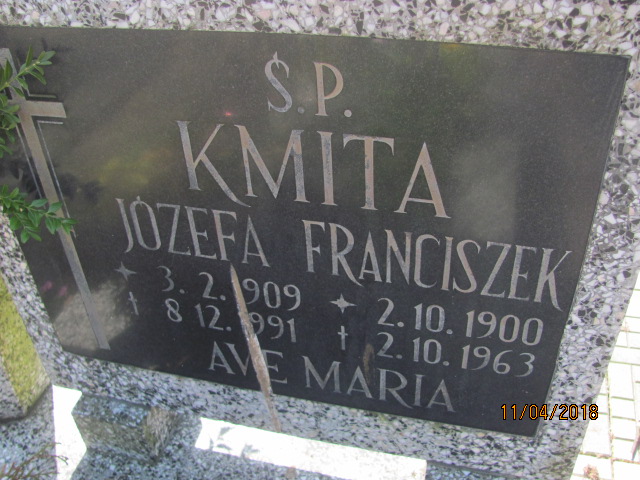 Ś.P.
KMITA
JÓZEFA FRANCISZEK
3. 2. 1909 2.10.1900
8 12. 1991 2.10.1963
AVE MARIA
11/04/2018